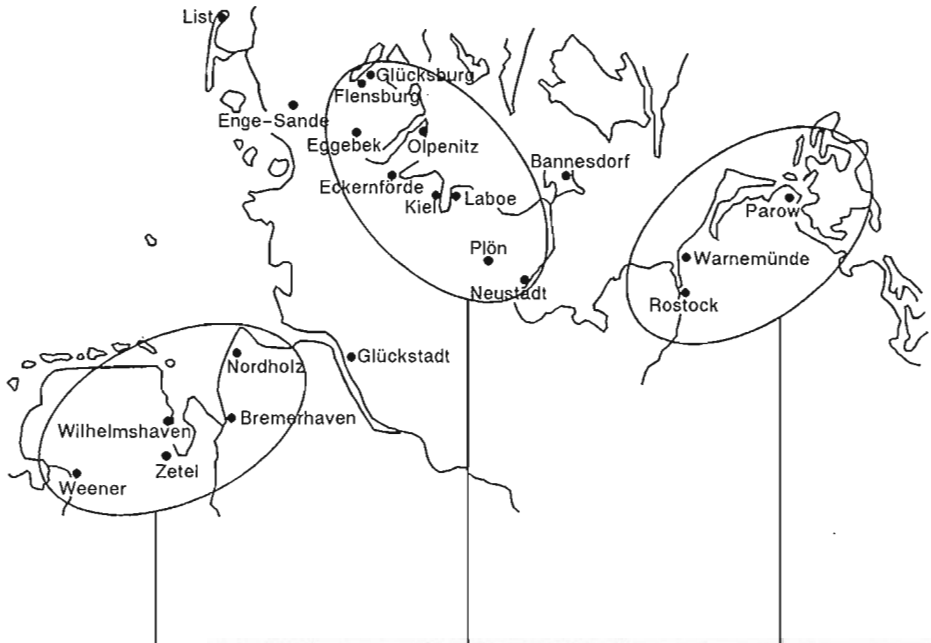 List
Glücksburg
Flensburg
Enge-Sande
Eggebek
Olpenitz
Bannesdorf
Eckernförde
Kiel
Laboe
Parow
Plön
Warnemünde
Neustadt
Rostock
Glückstadt
Nordholz
Bremerhaven
Wilhelmshaven
Zetel
Weener